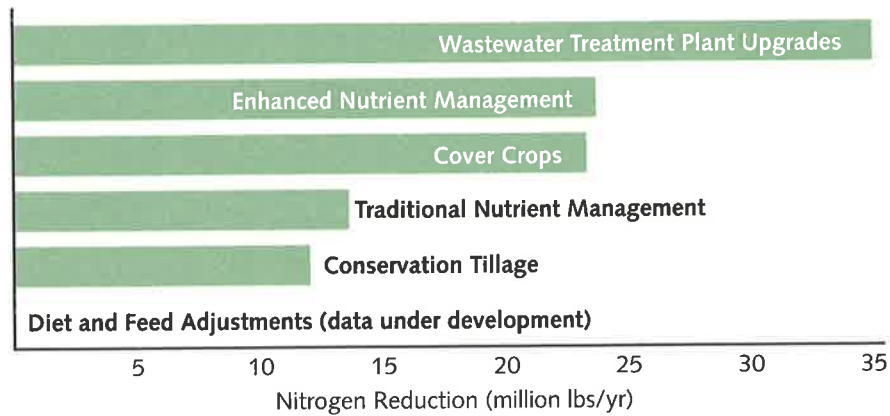 Wastewater Treatment Plant Upgrades
Enhanced Nutrient Management
Cover Crops
Traditional Nutrient Management
Conservation Tillage
Diet and Feed Adjustments (data under development)
5 10 15 20 25 30 35
Nitrogen Reduction (million lbs/yr)